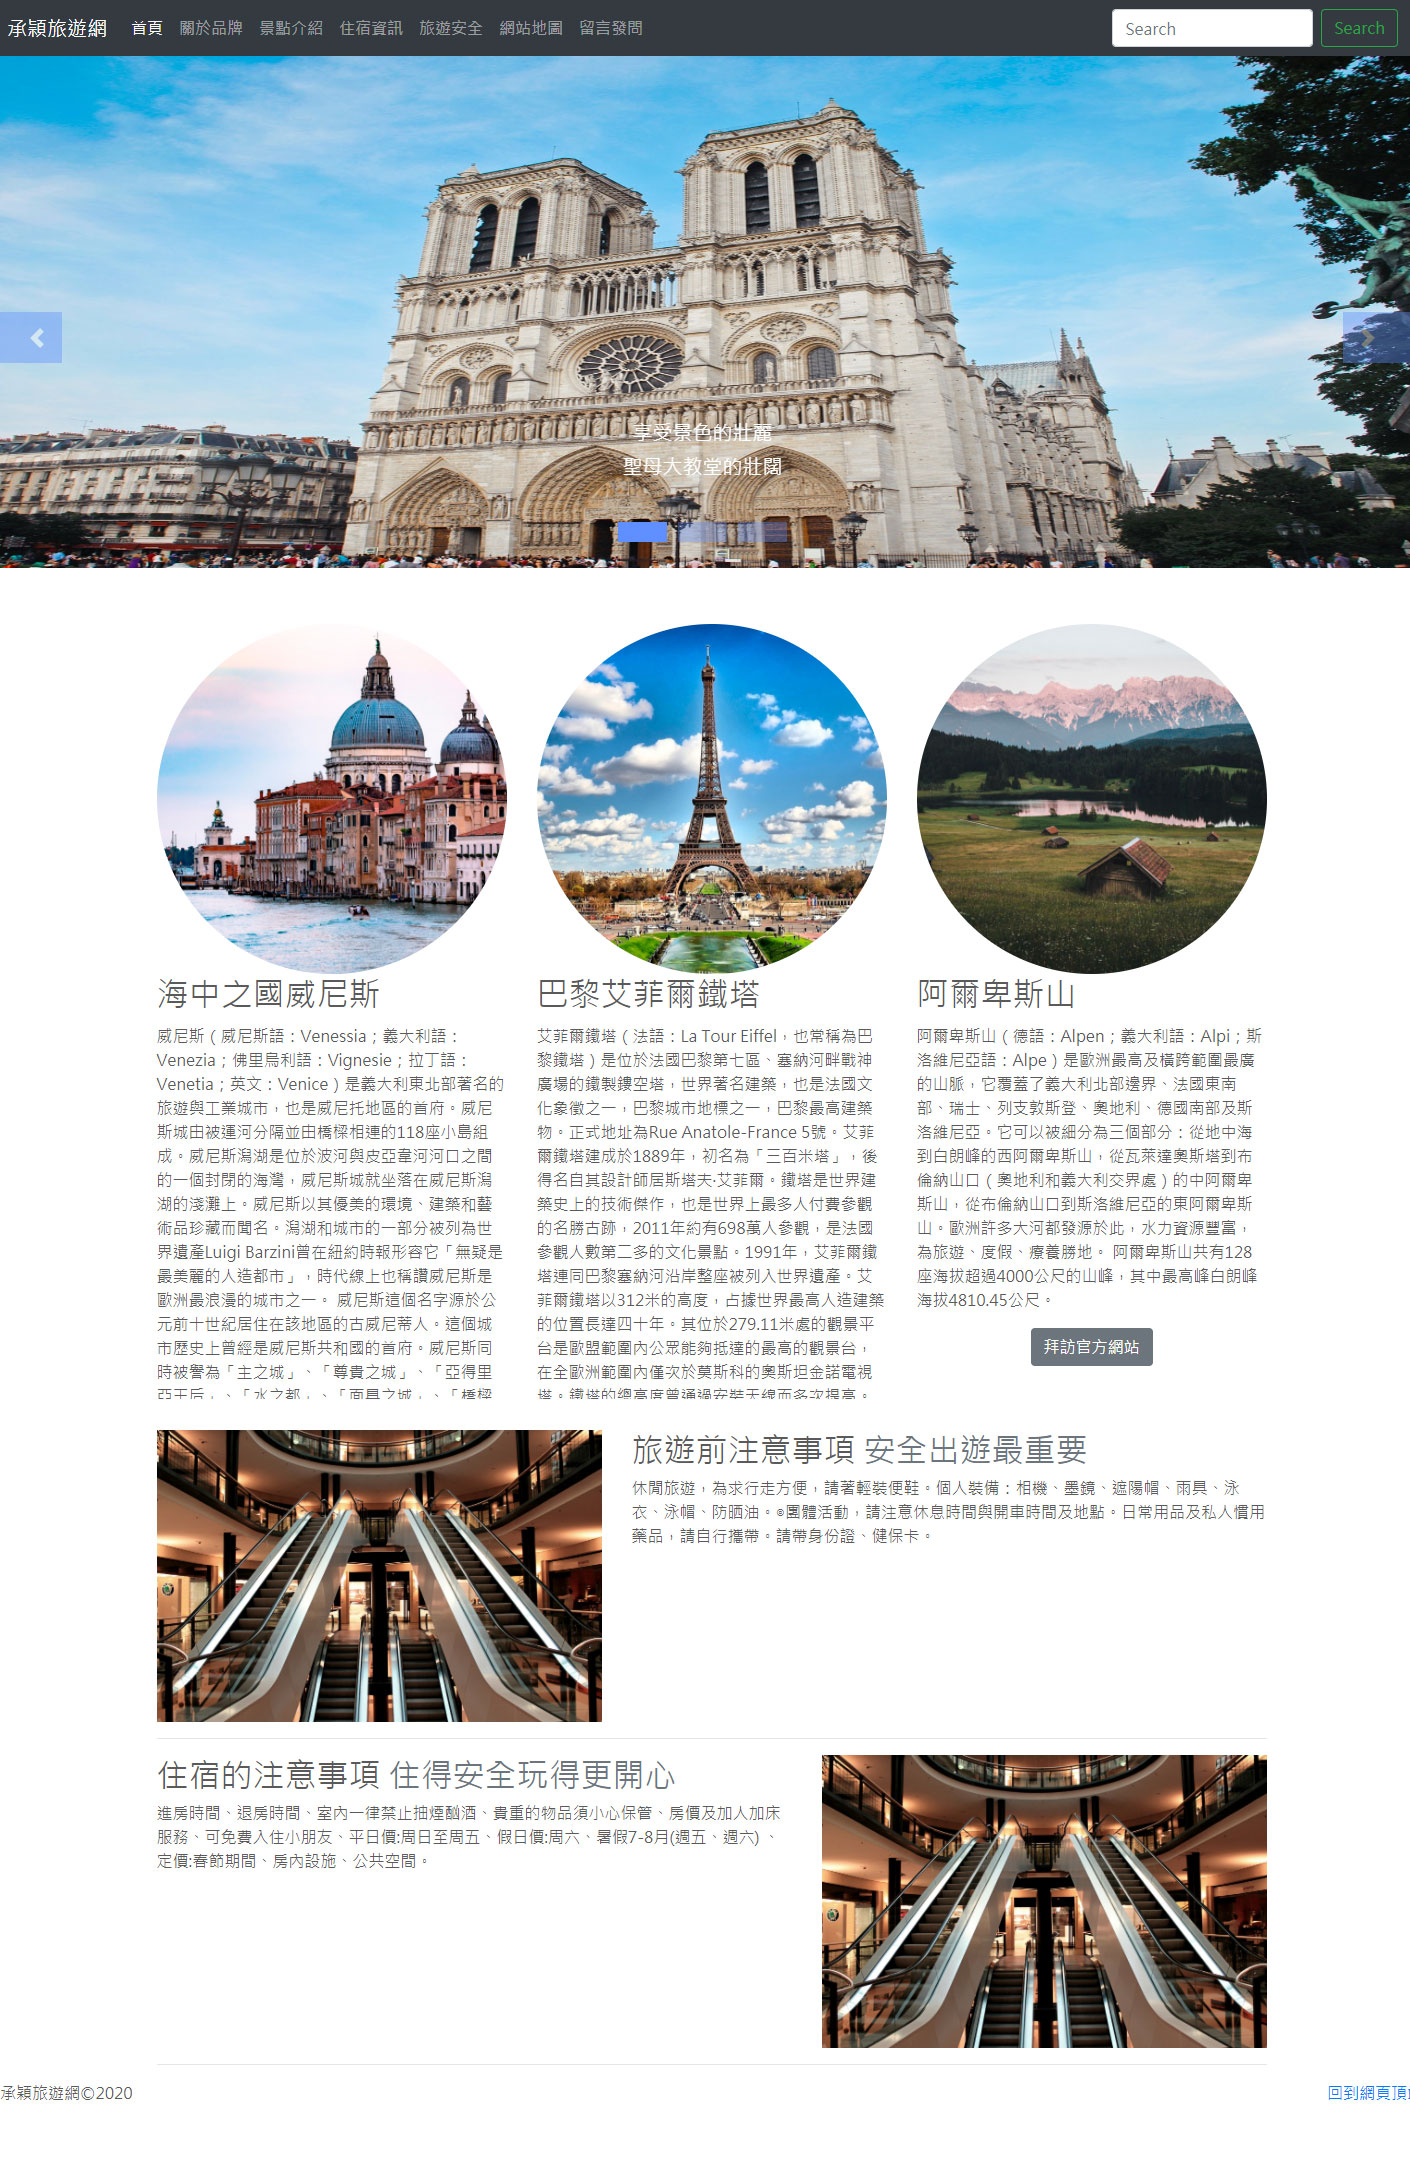 承穎旅遊網 首頁 關於品牌 景點介紹 住宿資訊 旅遊安全 網站地圖 留言發問 Search Search
享受景色的壯麗
聖母大教堂的壯闊
海中之國威尼斯
威尼斯（威尼斯語：Venessia；義大利語：
Venezia；佛里烏利語：Vignesie；拉丁語：
Venetia；英文：Venice）是義大利東北部著名的
旅遊與工業城市，也是威尼托地區的首府。威尼
斯城由被運河分隔並由橋樑相連的118座小島組
成。威尼斯潟湖是位於波河與皮亞韋河河口之間
的一個封閉的海灣，威尼斯城就坐落在威尼斯潟
湖的淺灘上。威尼斯以其優美的環境、建築和藝
術品珍藏而聞名。潟湖和城市的一部分被列為世
界遺產Luigi Barzini曾在紐約時報形容它「無疑是
最美麗的人造都市」，時代線上也稱讚威尼斯是
歐洲最浪漫的城市之一。 威尼斯這個名字源於公
元前十世紀居住在該地區的古威尼蒂人。這個城
市歷史上曾經是威尼斯共和國的首府。威尼斯同
時被譽為「主之城」、「尊貴之城」、「亞得里
亞王后」、「水之都」、「面具之城」、「橋樑
巴黎艾菲爾鐵塔
艾菲爾鐵塔（法語：La Tour Eiffel，也常稱為巴
黎鐵塔）是位於法國巴黎第七區、塞納河畔戰神
廣場的鐵製鏤空塔，世界著名建築，也是法國文
化象徵之一，巴黎城市地標之一，巴黎最高建築
物。正式地址為Rue Anatole-France 5號。艾菲
爾鐵塔建成於1889年，初名為「三百米塔」，後
得名自其設計師居斯塔夫·艾菲爾。鐵塔是世界建
築史上的技術傑作，也是世界上最多人付費參觀
的名勝古跡，2011年約有698萬人參觀，是法國
參觀人數第二多的文化景點。1991年，艾菲爾鐵
塔連同巴黎塞納河沿岸整座被列入世界遺產。艾
菲爾鐵塔以312米的高度，占據世界最高人造建築
的位置長達四十年。其位於279.11米處的觀景平
台是歐盟範圍內公眾能夠抵達的最高的觀景台，
在全歐洲範圍內僅次於莫斯科的奧斯坦金諾電視
塔。鐵塔的總高度曾通過安裝天線而多次提高。
阿爾卑斯山
阿爾卑斯山（德語：Alpen；義大利語：Alpi；斯
洛維尼亞語：Alpe）是歐洲最高及橫跨範圍最廣
的山脈，它覆蓋了義大利北部邊界、法國東南
部、瑞士、列支敦斯登、奧地利、德國南部及斯
洛維尼亞。它可以被細分為三個部分：從地中海
到白朗峰的西阿爾卑斯山，從瓦萊達奧斯塔到布
倫納山口（奧地利和義大利交界處）的中阿爾卑
斯山，從布倫納山口到斯洛維尼亞的東阿爾卑斯
山。歐洲許多大河都發源於此，水力資源豐富，
為旅遊、度假、療養勝地。 阿爾卑斯山共有128
座海拔超過4000公尺的山峰，其中最高峰白朗峰
海拔4810.45公尺。
拜訪官方網站
旅遊前注意事項 安全出遊最重要
休閒旅遊，為求行走方便，請著輕裝便鞋。個人裝備：相機、墨鏡、遮陽帽、雨具、泳
衣、泳帽、防晒油。⊙團體活動，請注意休息時間與開車時間及地點。日常用品及私人慣用
藥品，請自行攜帶。請帶身份證、健保卡。
住宿的注意事項 住得安全玩得更開心
進房時間、退房時間、室內一律禁止抽煙酗酒、貴重的物品須小心保管、房價及加人加床
服務、可免費入住小朋友、平日價:周日至周五、假日價:周六、暑假7-8月(週五、週六) 、
定價:春節期間、房內設施、公共空間。
承穎旅遊網©2020
回到網頁頂